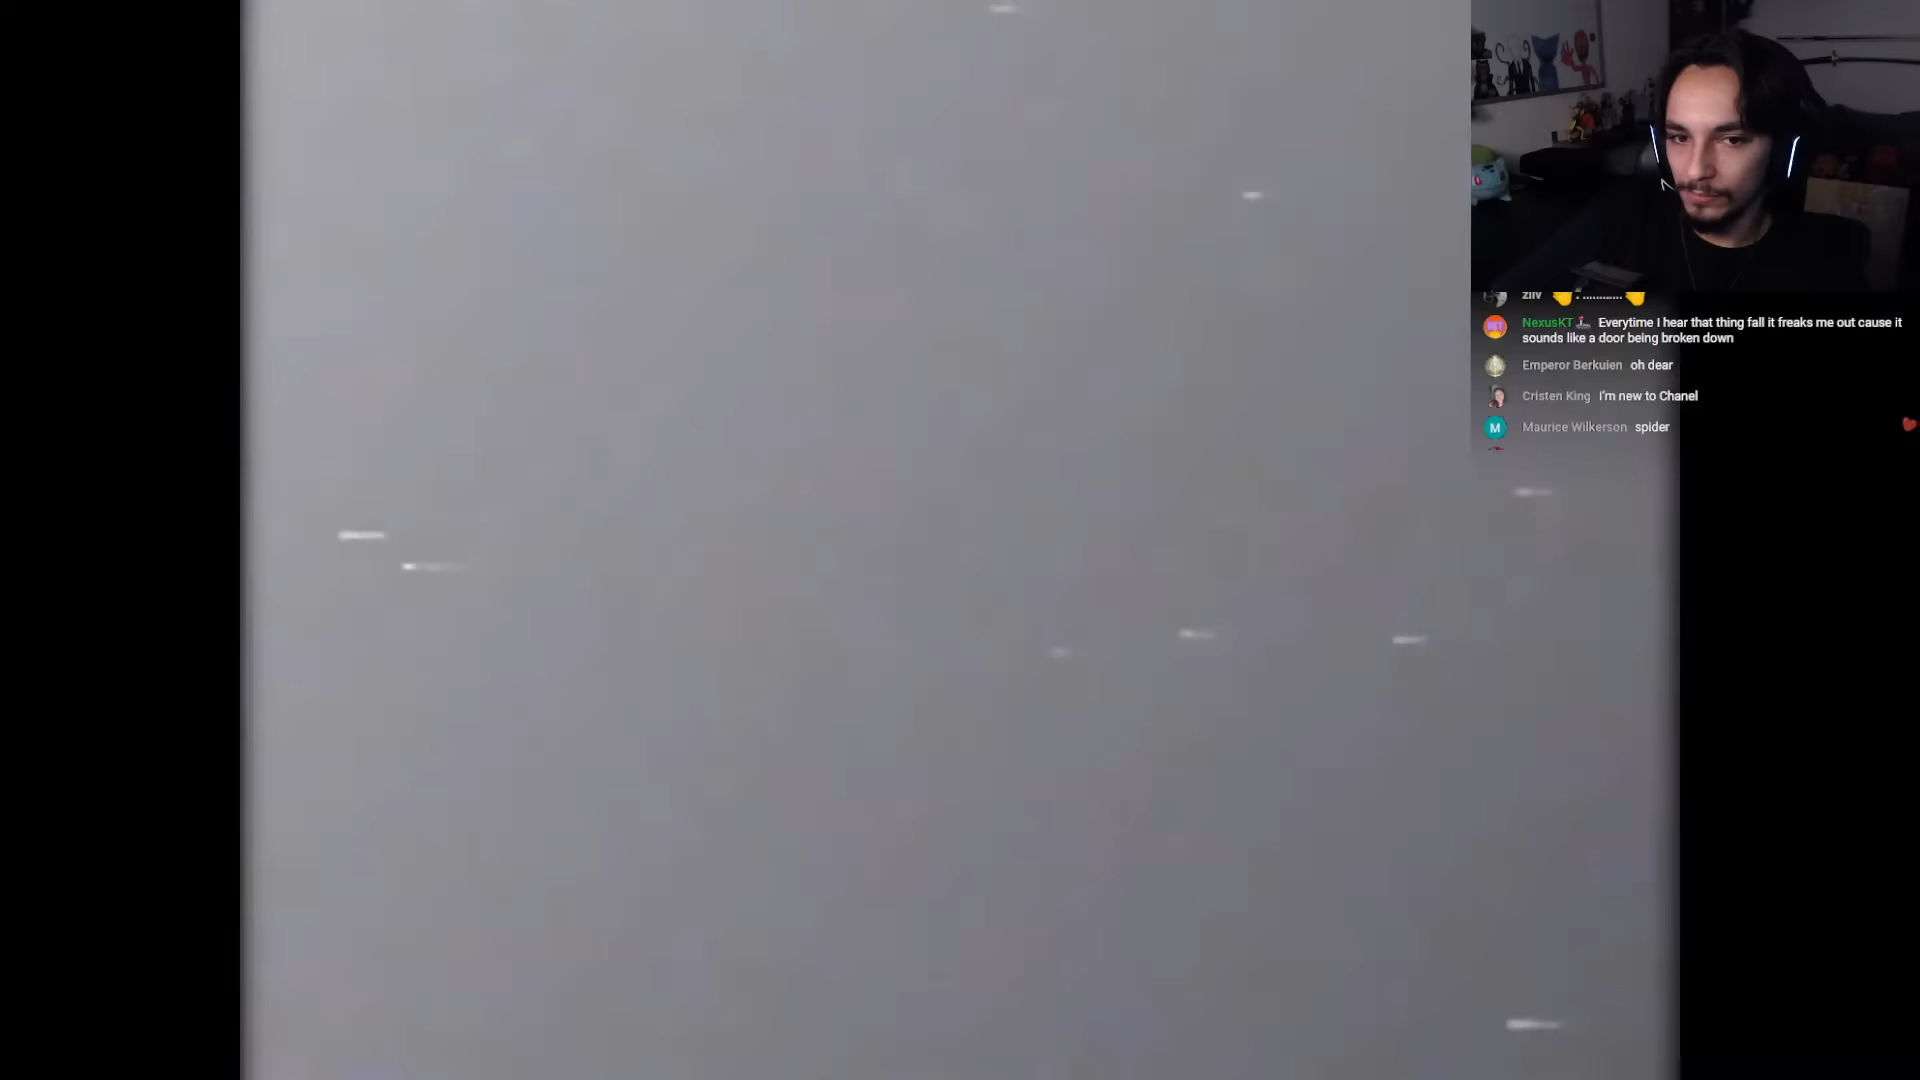 ziiv
NexusKT Everytime I hear that thing fall it freaks me out cause it
sounds like a door being broken down
Emperor Berkuien oh dear
Cristen King I'm new to Chanel
M Maurice Wilkerson spider